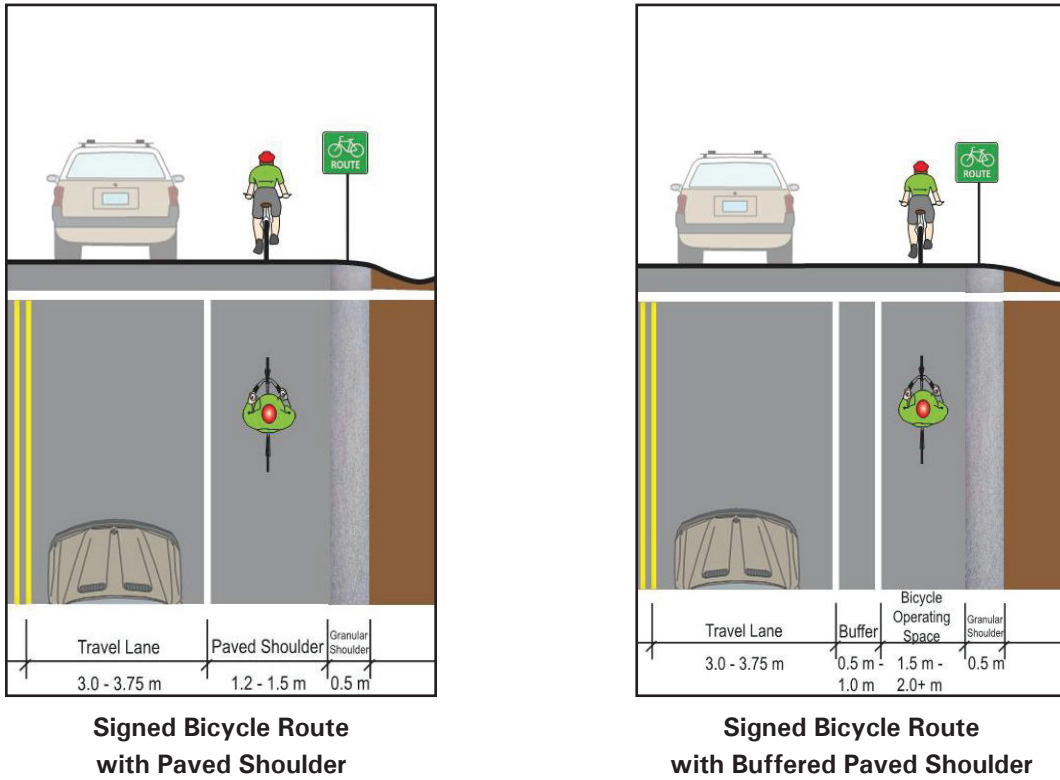 ROUTE
Travel Lane
Paved Shoulder
Granular
Shoulder
3.0 - 3.75 m
1.2 - 1.5 m
0.5 m
Signed Bicycle Route
with Paved Shoulder
ROUTE
Travel Lane
Buffer
Bicycle
Operating
Space
Granular
Shoulder
3.0 - 3.75 m
0.5 m -
1.0 m
1.5 m -
2.0+ m
0.5 m
Signed Bicycle Route
with Buffered Paved Shoulder